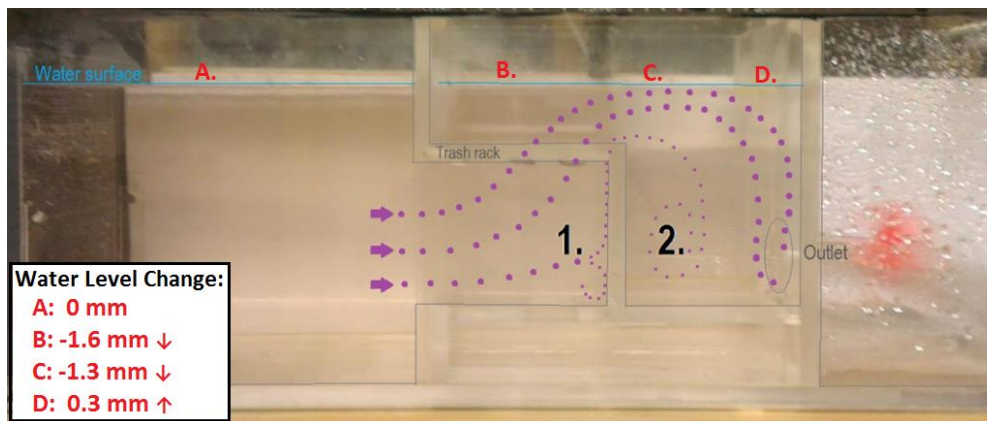 Water surface
A.
B.
C.
D.
Trash rack
1.
2.
Outlet
Water Level Change:
A: 0 mm
B: -1.6 mm ↓
C: -1.3 mm ↓
D: 0.3 mm ↑